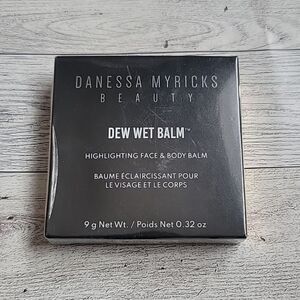 DANESSA MYRICKS
BEAUTY
DEW WET BALM™
HIGHLIGHTING FACE & BODY BALM
BAUME ÉCLAIRCISSANT POUR
LE VISAGE ET LE CORPS
9 g Net Wt. / Poids Net 0.32 oz